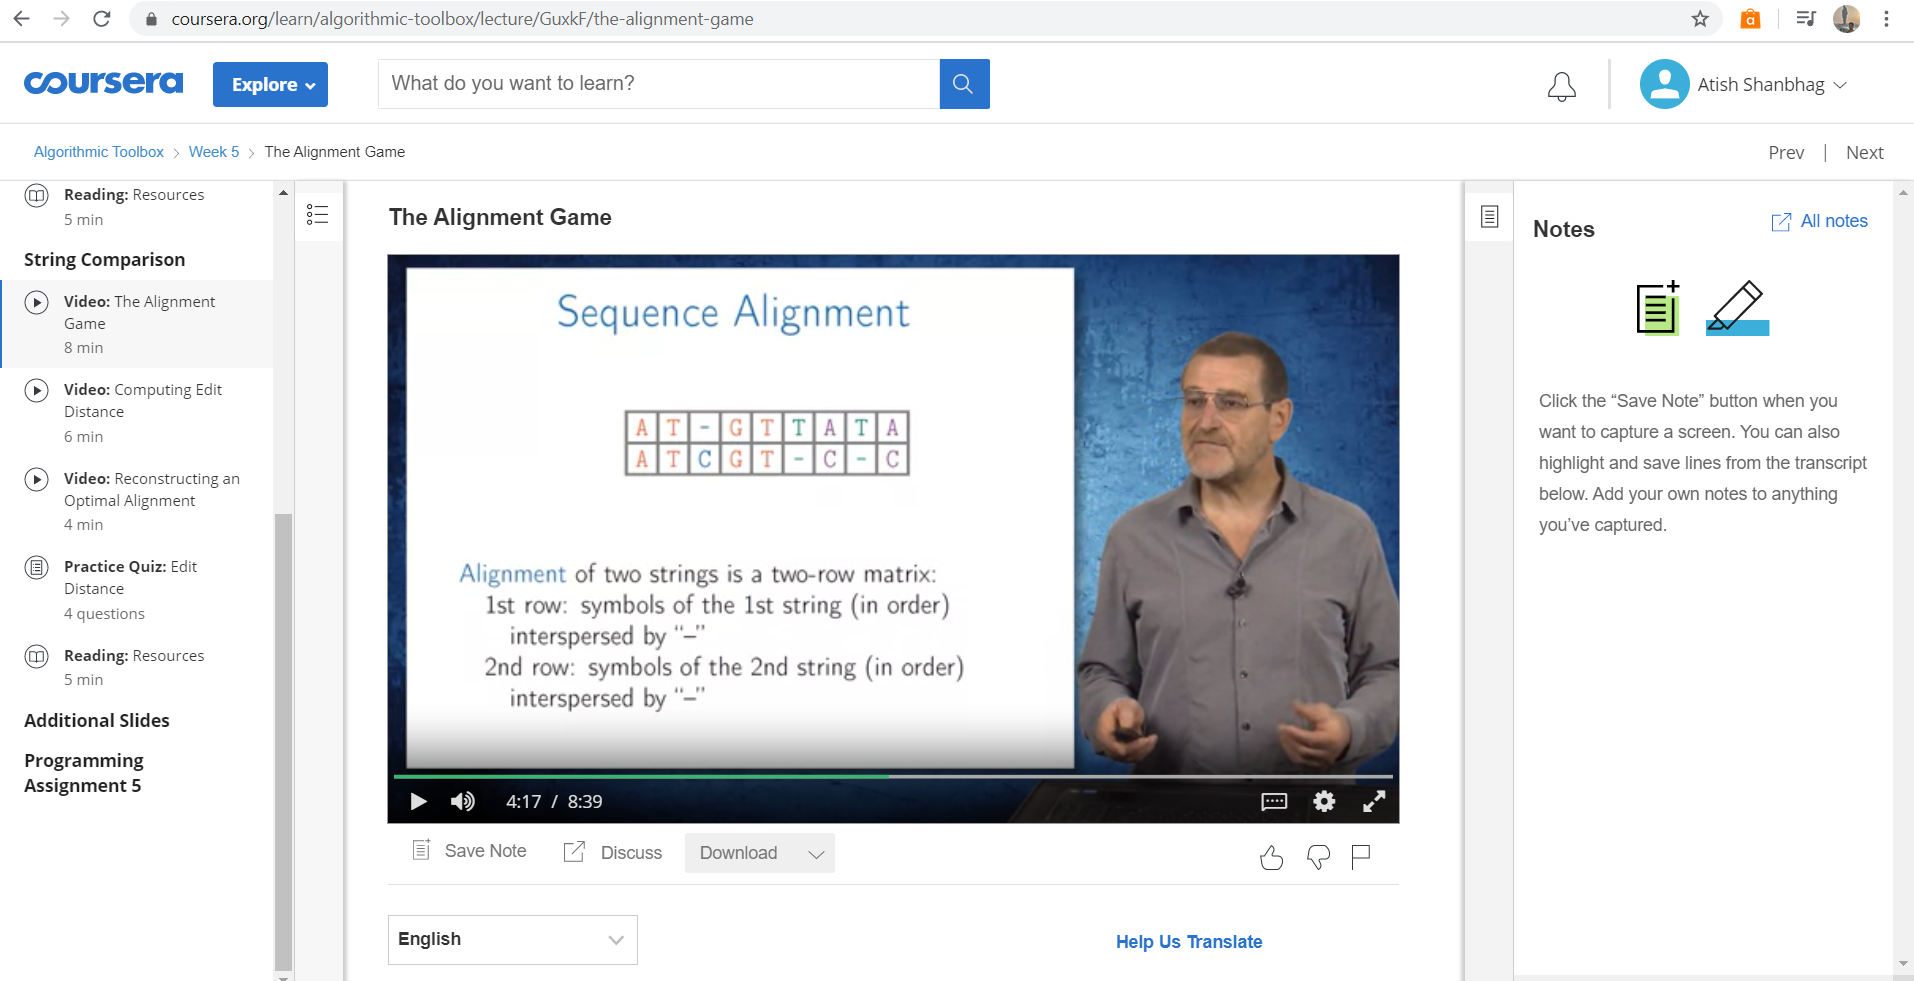 coursera.org/learn/algorithmic-toolbox/lecture/GuxkF/the-alignment-game
a
coursera
Explore
What do you want to learn?
Atish Shanbhag
Algorithmic Toolbox > Week 5 > The Alignment Game
Prev | Next
Reading: Resources
5 min
String Comparison
Video: The Alignment
Game
8 min
Video: Computing Edit
Distance
6 min
Video: Reconstructing an
Optimal Alignment
4 min
Practice Quiz: Edit
Distance
4 questions
Reading: Resources
5 min
Additional Slides
Programming
Assignment 5
The Alignment Game
Sequence Alignment
A T - G T T A T A
A T C G T - C - C
Alignment of two strings is a two-row matrix:
1st row: symbols of the 1st string (in order)
interspersed by “–”
2nd row: symbols of the 2nd string (in order)
interspersed by “–”
4:17 / 8:39
Save Note
Discuss
Download
English
Help Us Translate
Notes
All notes
Click the “Save Note” button when you
want to capture a screen. You can also
highlight and save lines from the transcript
below. Add your own notes to anything
you’ve captured.